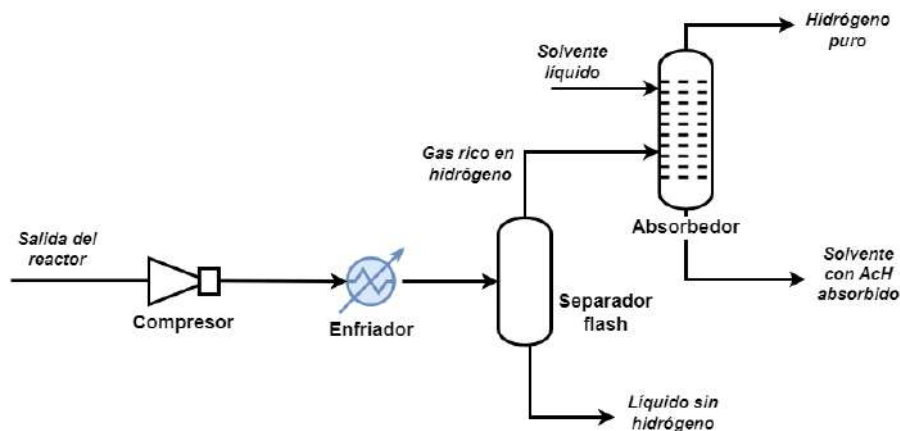 Hidrógeno
puro
Solvente
líquido
Gas rico en
hidrógeno
Absorbedor
Salida del
reactor
Compresor
Enfriador
Separador
flash
Solvente
con AcH
absorbido
Líquido sin
hidrógeno